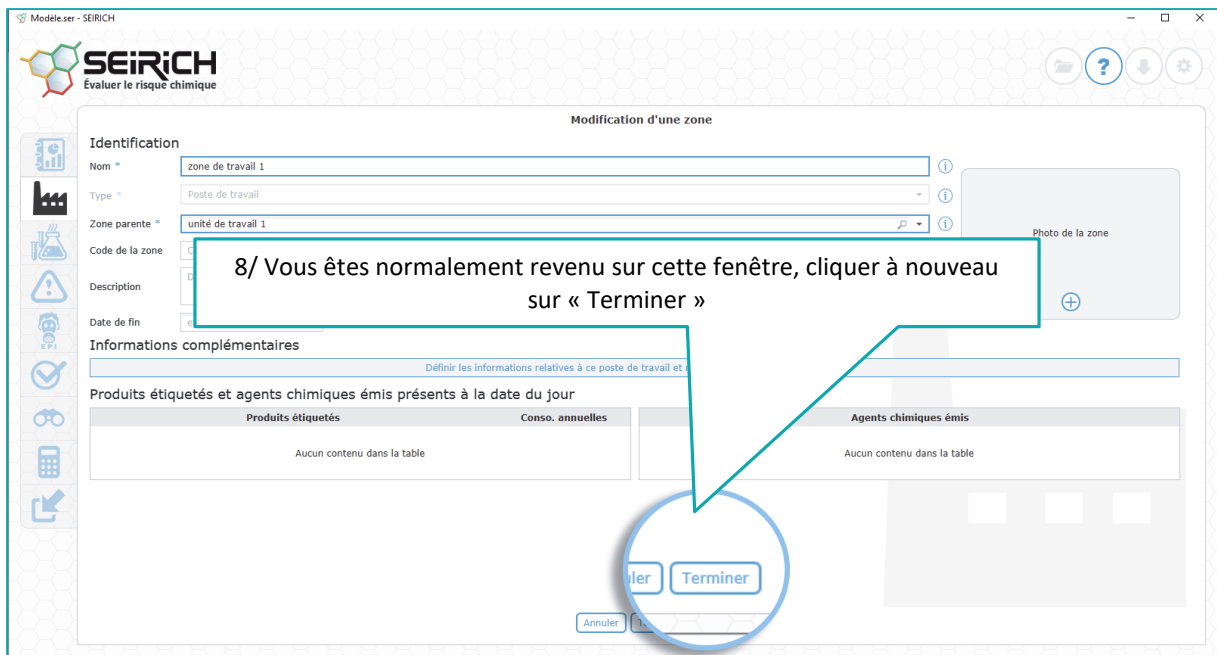 Modèle.ser - SEIRICH
SEiRiCH
Évaluer le risque chimique
?
Modification d'une zone
Identification
Nom * zone de travail 1
Type * Poste de travail
Zone parente * unité de travail 1
Photo de la zone
Code de la zone
8/ Vous êtes normalement revenu sur cette fenêtre, cliquer à nouveau
sur « Terminer »
Description
Date de fin
EPI
Informations complémentaires
Définir les informations relatives à ce poste de travail et
Produits étiquetés et agents chimiques émis présents à la date du jour
Produits étiquetés Conso. annuelles Agents chimiques émis
Aucun contenu dans la table Aucun contenu dans la table
ler Terminer
Annuler